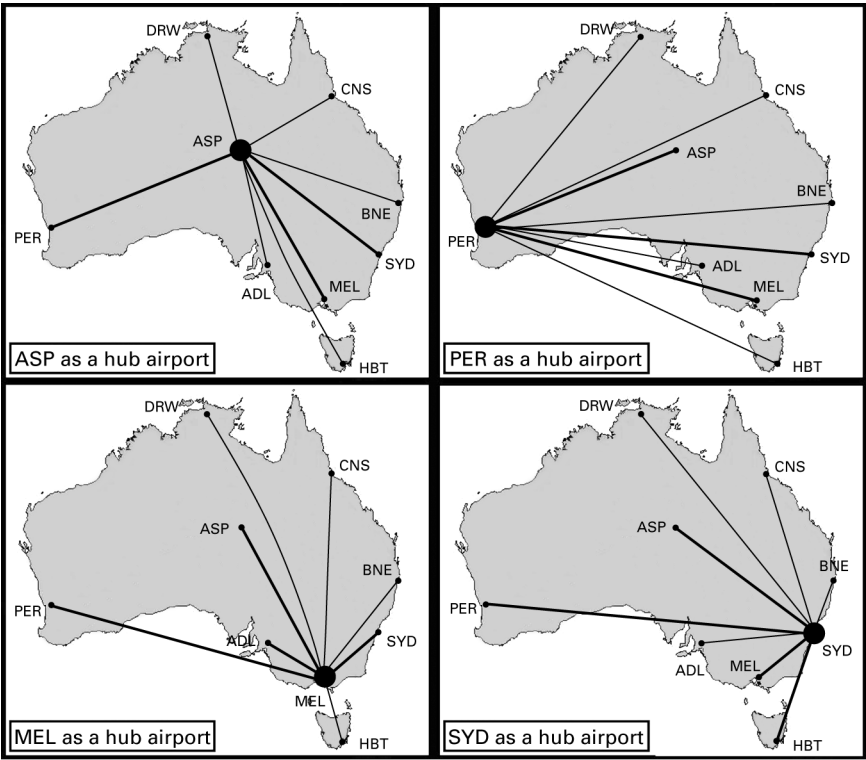 DRW
CNS
ASP
BNE
PER
SYD
ADL
MEL
HBT
ASP as a hub airport
DRW
CNS
ASP
BNE
PER
SYD
ADL
MEL
HBT
PER as a hub airport
DRW
CNS
ASP
BNE
PER
ADL
SYD
MEL
HBT
MEL as a hub airport
DRW
CNS
ASP
BNE
PER
SYD
ADL
MEL
HBT
SYD as a hub airport